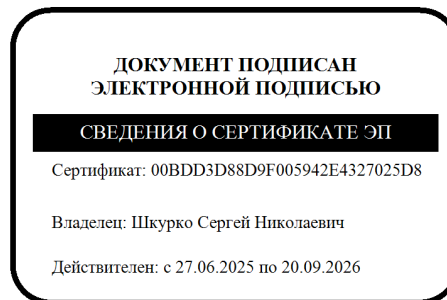 ДОКУМЕНТ ПОДПИСАН
ЭЛЕКТРОННОЙ ПОДПИСЬЮ
СВЕДЕНИЯ О СЕРТИФИКАТЕ ЭП
Сертификат: 00BDD3D88D9F005942E4327025D8
Владелец: Шкурко Сергей Николаевич
Действителен: с 27.06.2025 по 20.09.2026